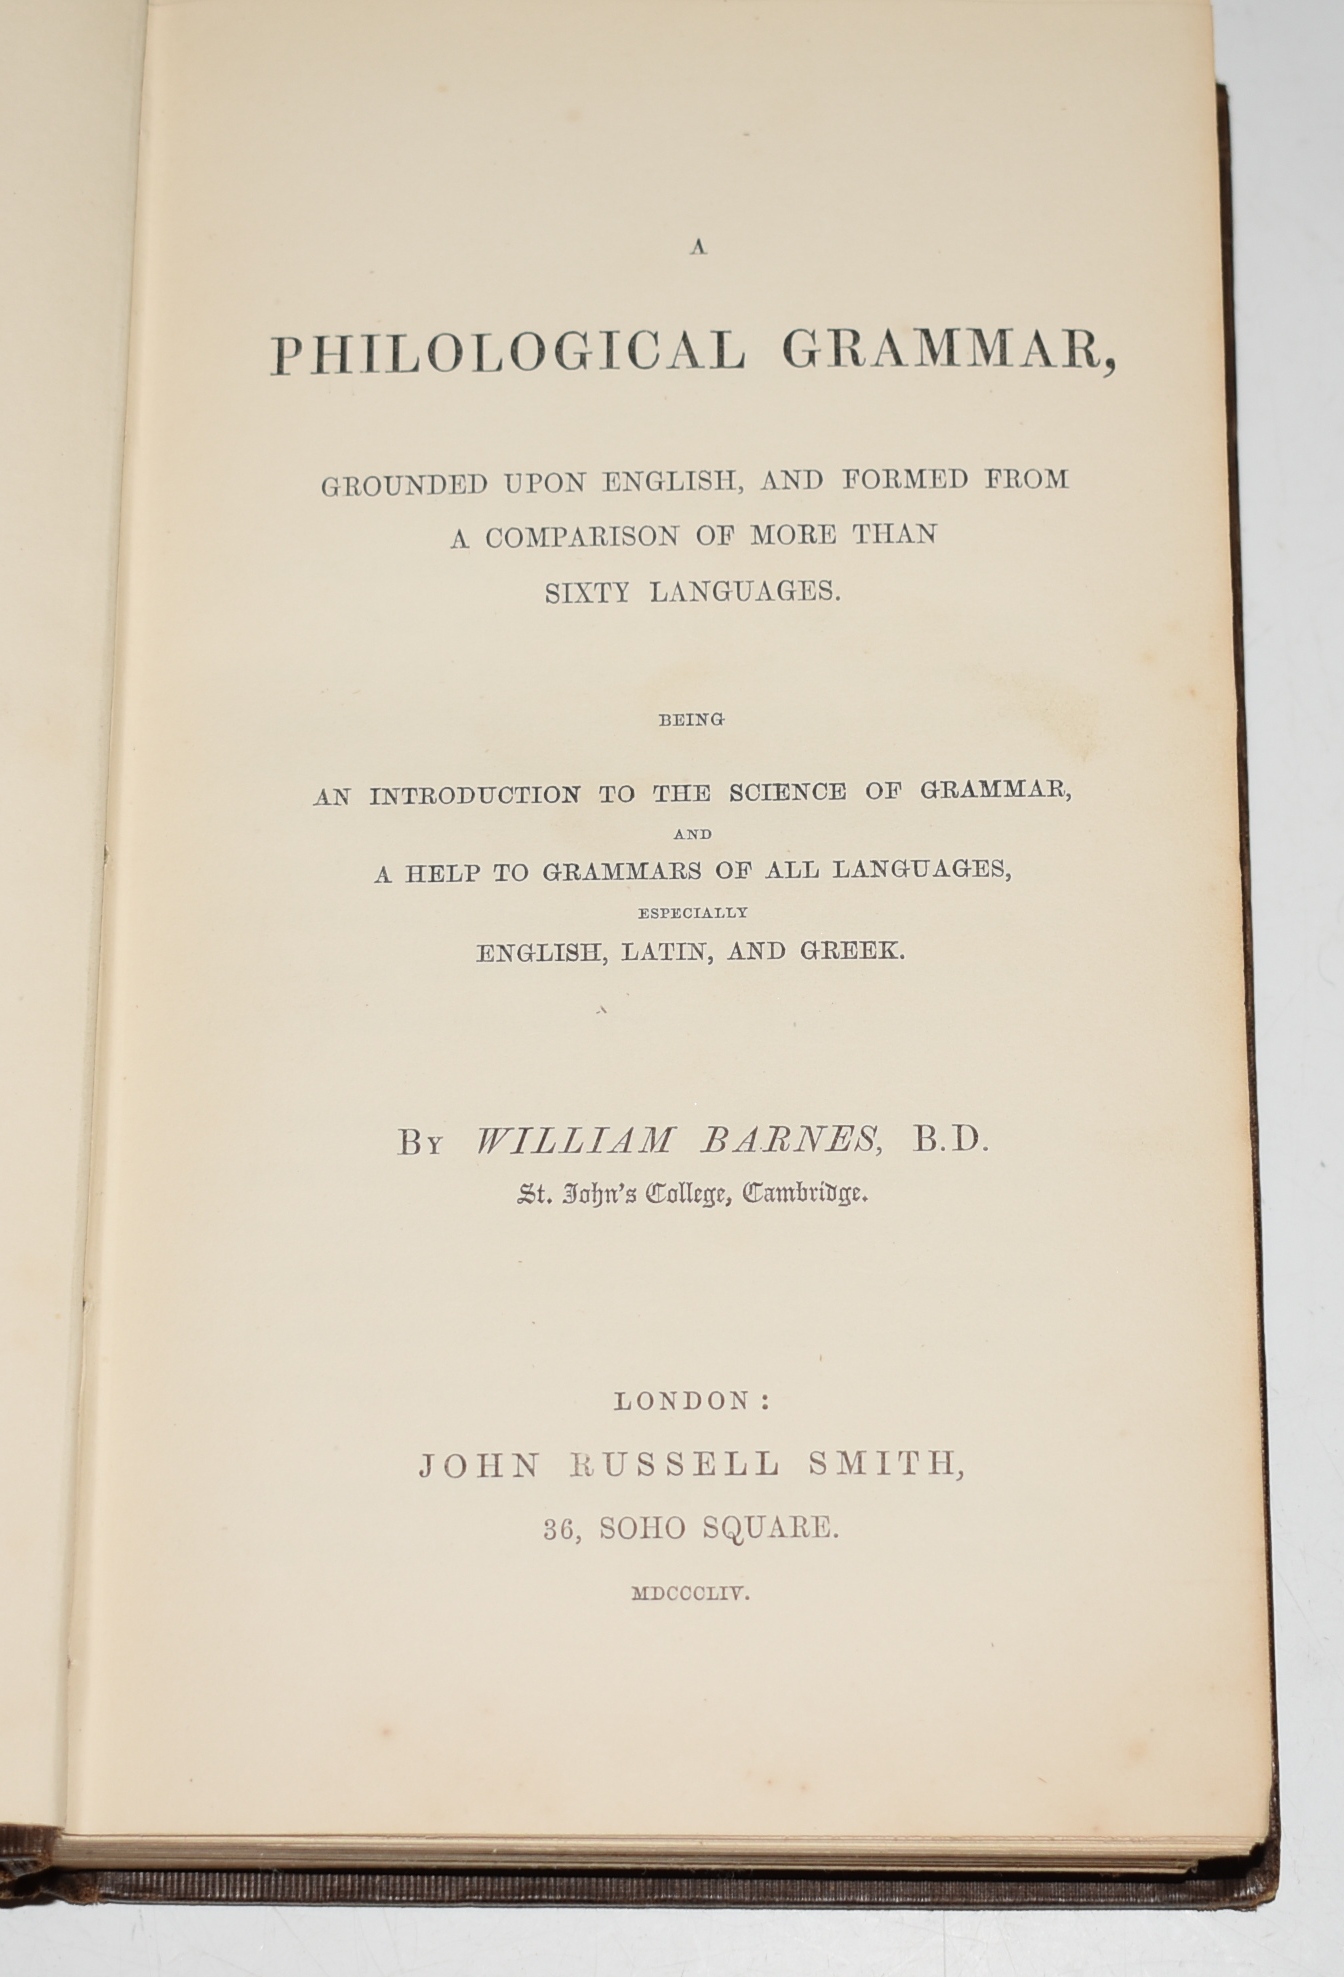 A
PHILOLOGICAL GRAMMAR,
GROUNDED UPON ENGLISH, AND FORMED FROM
A COMPARISON OF MORE THAN
SIXTY LANGUAGES.
BEING
AN INTRODUCTION TO THE SCIENCE OF GRAMMAR,
AND
A HELP TO GRAMMARS OF ALL LANGUAGES,
ESPECIALLY
ENGLISH, LATIN, AND GREEK.
BY WILLIAM BARNES, B.D.
St. John's College, Cambridge.
LONDON:
JOHN RUSSELL SMITH,
36, SOHO SQUARE.
MDCCCLIV.